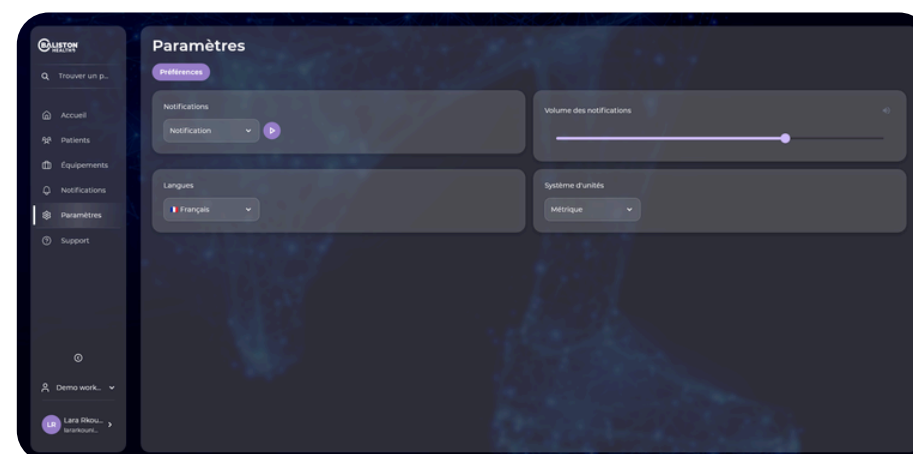 BALISTON
HEALTH
Trouver un p...
Accueil
Patients
Équipements
Notifications
Paramètres
Support
Demo work...
LR
Lara Rkou...
Paramètres
Préférences
Notifications
Notification
Volume des notifications
Langues
Français
Système d'unités
Métrique